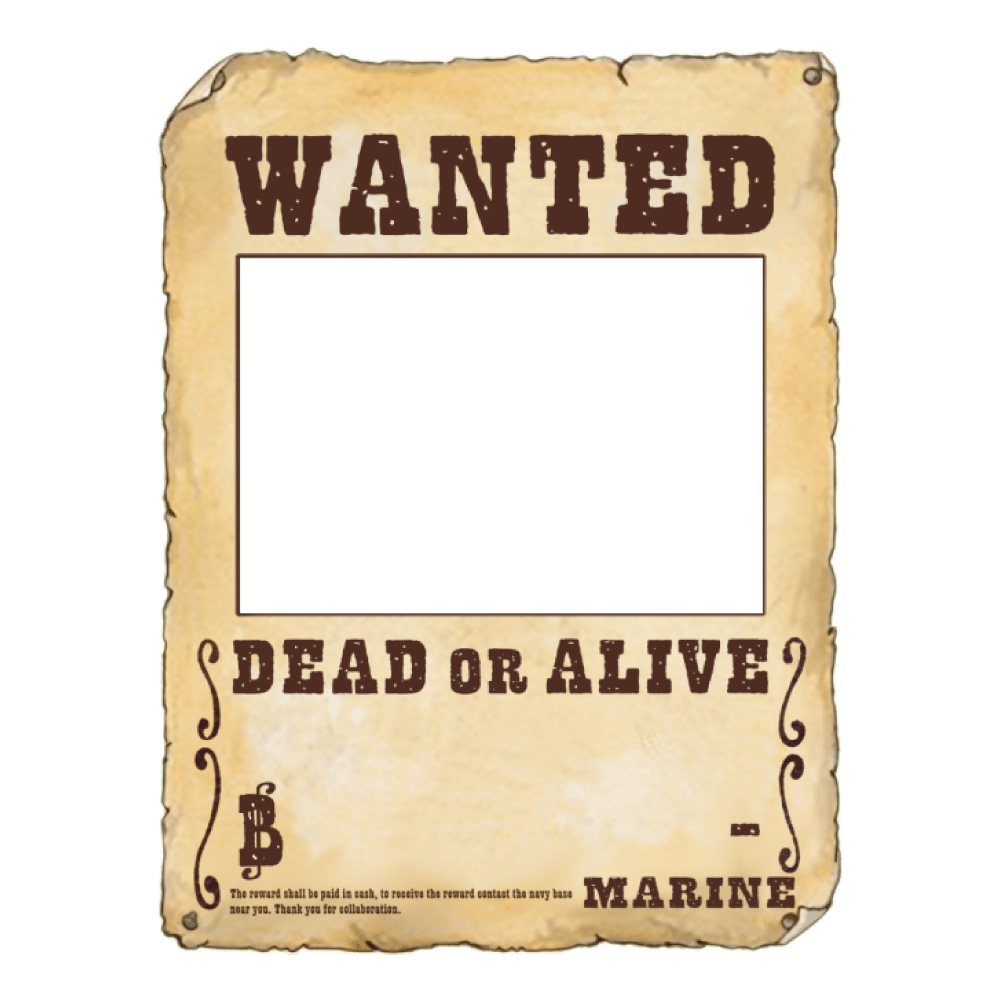 WANTED
DEAD OR ALIVE
B -
The reward shall be paid in cash, to receive the reward contact the navy base
near you. Thank you for collaboration.
MARINE